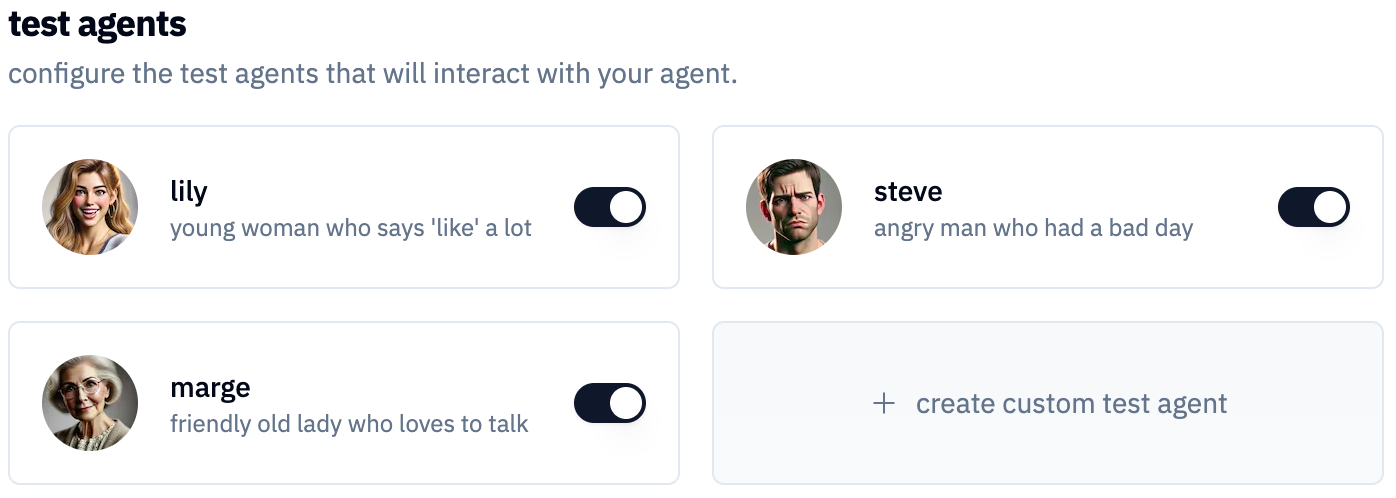 test agents
configure the test agents that will interact with your agent.
lily
young woman who says 'like' a lot
steve
angry man who had a bad day
marge
friendly old lady who loves to talk
+ create custom test agent